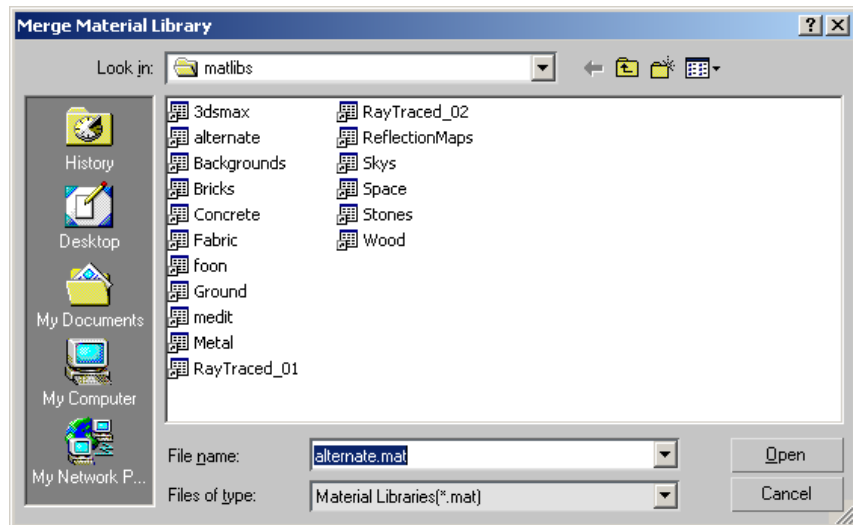 Merge Material Library
Look in: matlibs
History
Desktop
My Documents
My Computer
My Network P...
3dsmax
alternate
Backgrounds
Bricks
Concrete
Fabric
foon
Ground
medit
Metal
RayTraced_01
RayTraced_02
ReflectionMaps
Skys
Space
Stones
Wood
File name: alternate.mat Open
Files of type: Material Libraries(*.mat) Cancel